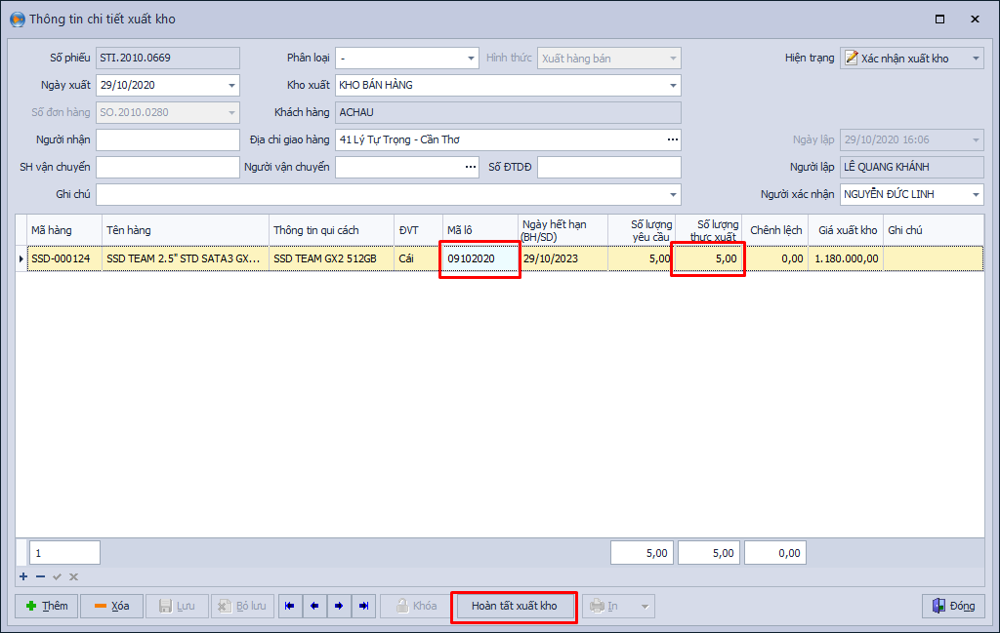 Thông tin chi tiết xuất kho
Số phiếu STI.2010.0669 Phân loại - Hình thức Xuất hàng bán Hiện trạng Xác nhận xuất kho
Ngày xuất 29/10/2020 Kho xuất KHO BÁN HÀNG
Số đơn hàng SO.2010.0280 Khách hàng ACHAU
Người nhận Địa chỉ giao hàng 41 Lý Tự Trọng - Cần Thơ ... Ngày lập 29/10/2020 16:06
SH vận chuyển Người vận chuyển ... Số ĐTDĐ Người lập LÊ QUANG KHÁNH
Ghi chú Người xác nhận NGUYỄN ĐỨC LINH
Mã hàng Tên hàng Thông tin qui cách ĐVT Mã lô Ngày hết hạn (BH/SD) Số lượng yêu cầu Số lượng thực xuất Chênh lệch Giá xuất kho Ghi chú
SSD-000124 SSD TEAM 2.5" STD SATA3 GX... SSD TEAM GX2 512GB Cái 09102020 29/10/2023 5,00 5,00 0,00 1.180.000,00
1 5,00 5,00 0,00
Thêm Xóa Lưu Bỏ lưu Khóa Hoàn tất xuất kho In Đóng